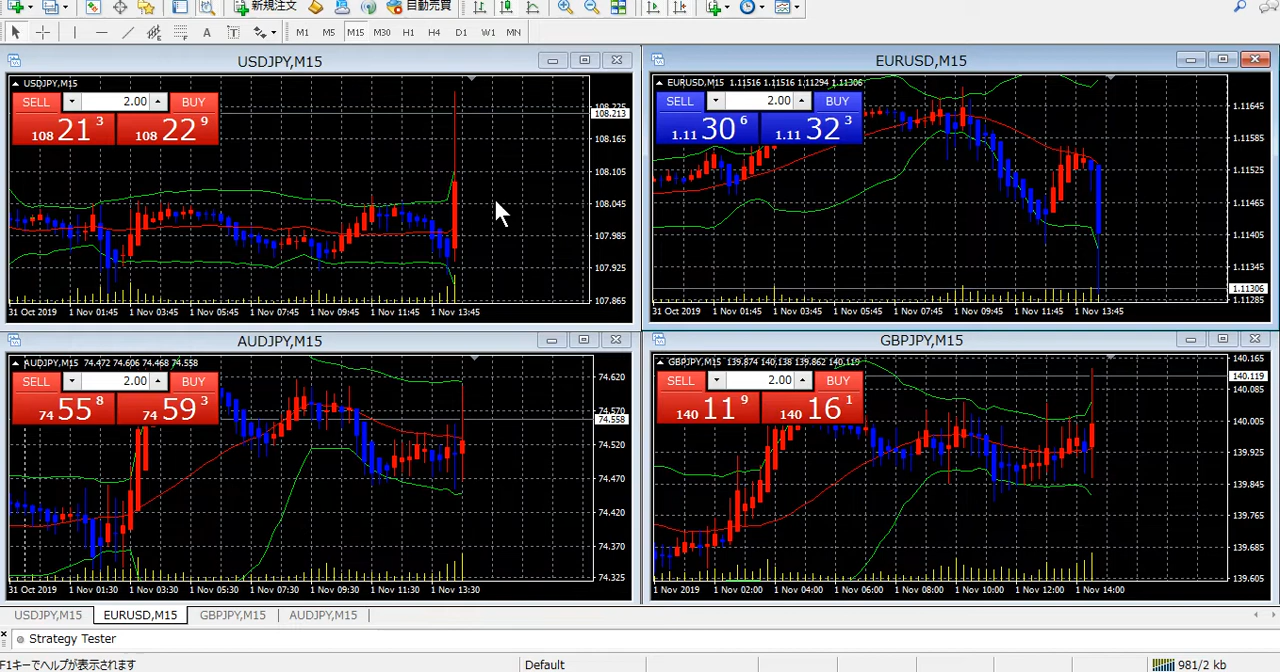 新規注文
自動売買
A
T
M1 M5 M15 M30 H1 H4 D1 W1 MN
USDJPY,M15
USDJPY,M15
SELL 2.00 BUY
108 21 3 108 22 9
108.225
108.213
108.165
108.105
108.045
107.985
107.925
107.865
31 Oct 2019 1 Nov 01:45 1 Nov 03:45 1 Nov 05:45 1 Nov 07:45 1 Nov 09:45 1 Nov 11:45 1 Nov 13:45
EURUSD,M15
EURUSD,M15 1.11516 1.11516 1.11294 1.11306
SELL 2.00 BUY
1.11 30 6 1.11 32 3
1.11645
1.11585
1.11525
1.11465
1.11405
1.11345
1.11306
1.11285
31 Oct 2019 1 Nov 01:45 1 Nov 03:45 1 Nov 05:45 1 Nov 07:45 1 Nov 09:45 1 Nov 11:45 1 Nov 13:45
AUDJPY,M15
AUDJPY,M15 74.472 74.606 74.468 74.558
SELL 2.00 BUY
74 55 8 74 59 3
74.620
74.570
74.558
74.520
74.470
74.420
74.370
74.325
31 Oct 2019 1 Nov 01:30 1 Nov 03:30 1 Nov 05:30 1 Nov 07:30 1 Nov 09:30 1 Nov 11:30 1 Nov 13:30
GBPJPY,M15
GBPJPY,M15 139.874 140.138 139.862 140.119
SELL 2.00 BUY
140 11 9 140 16 1
140.165
140.119
140.085
140.005
139.925
139.845
139.765
139.685
139.605
1 Nov 2019 1 Nov 02:00 1 Nov 04:00 1 Nov 06:00 1 Nov 08:00 1 Nov 10:00 1 Nov 12:00 1 Nov 14:00
USDJPY,M15 EURUSD,M15 GBPJPY,M15 AUDJPY,M15
Strategy Tester
F1キーでヘルプが表示されます Default 981/2 kb